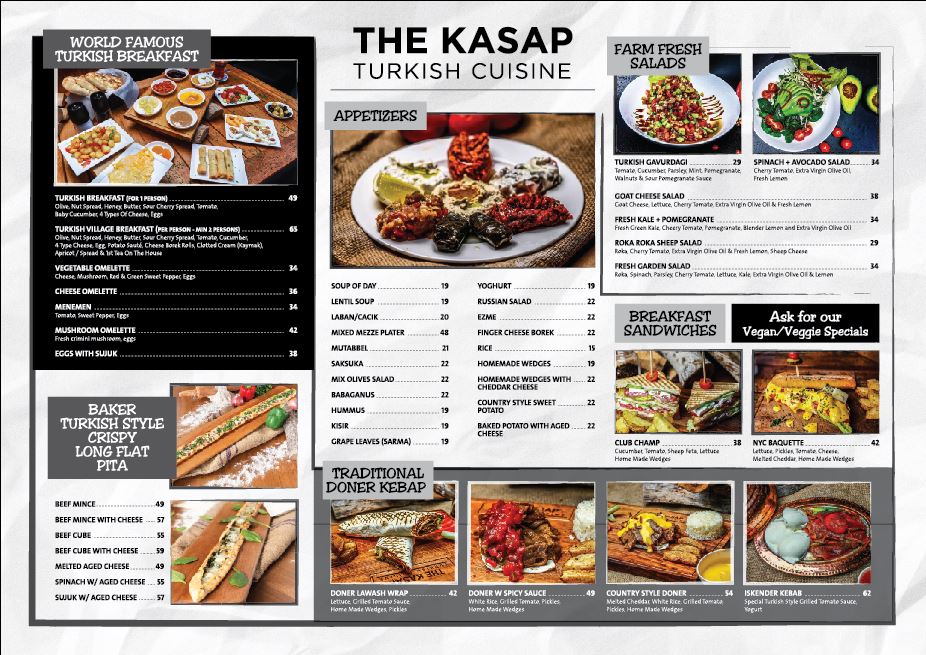 THE KASAP
TURKISH CUISINE
WORLD FAMOUS
TURKISH BREAKFAST
TURKISH BREAKFAST (FOR 1 PERSON) 49
Olive, Nut Spread, Honey, Butter, Sour Cherry Spread, Tomato,
Baby Cucumber, 4 Types Of Cheese, Eggs
TURKISH VILLAGE BREAKFAST (PER PERSON - MIN 2 PERSONS) 65
Olive, Nut Spread, Honey, Butter, Sour Cherry Spread, Tomato, Cucumber,
4 Type Cheese, Egg, Potato Sauté, Cheese Borek Rolls, Clotted Cream (Kaymak),
Apricot / Spread & 1st Tea On The House
VEGETABLE OMELETTE 34
Cheese, Mushroom, Red & Green Sweet Pepper, Eggs
CHEESE OMELETTE 36
MENEMEN 34
Tomato, Sweet Pepper, Eggs
MUSHROOM OMELETTE 42
Fresh crimini mushroom, eggs
EGGS WITH SUJUK 38
BAKER
TURKISH STYLE
CRISPY
LONG FLAT
PITA
BEEF MINCE 49
BEEF MINCE WITH CHEESE 57
BEEF CUBE 55
BEEF CUBE WITH CHEESE 59
MELTED AGED CHEESE 49
SPINACH W/ AGED CHEESE 55
SUJUK W/ AGED CHEESE 57
APPETIZERS
SOUP OF DAY 19
LENTIL SOUP 19
LABAN/CACIK 20
MIXED MEZZE PLATER 48
MUTABBEL 21
SAKSUKA 22
MIX OLIVES SALAD 22
BABAGANUS 22
HUMMUS 19
KISIR 19
GRAPE LEAVES (SARMA) 19
YOGHURT 19
RUSSIAN SALAD 22
EZME 22
FINGER CHEESE BOREK 22
RICE 15
HOMEMADE WEDGES 19
HOMEMADE WEDGES WITH 22
CHEDDAR CHEESE
COUNTRY STYLE SWEET 22
POTATO
BAKED POTATO WITH AGED 22
CHEESE
FARM FRESH
SALADS
TURKISH GAVURDAGI 29
Tomato, Cucumber, Parsley, Mint, Pomegranate,
Walnuts & Sour Pomegranate Sauce
SPINACH + AVOCADO SALAD 34
Cherry Tomato, Extra Virgin Olive Oil,
Fresh Lemon
GOAT CHEESE SALAD 38
Goat Cheese, Lettuce, Cherry Tomato, Extra Virgin Olive Oil & Fresh Lemon
FRESH KALE + POMEGRANATE 34
Fresh Green Kale, Cheery Tomato, Pomegranate, Blender Lemon and Extra Virgin Olive Oil
ROKA ROKA SHEEP SALAD 29
Roka, Cherry Tomato, Extra Virgin Olive Oil & Fresh Lemon, Sheep Cheese
FRESH GARDEN SALAD 34
Roka, Spinach, Parsley, Cherry Tomato, Lettuce, Kale, Extra Virgin Olive Oil & Lemon
BREAKFAST
SANDWICHES
Ask for our
Vegan/Veggie Specials
CLUB CHAMP 38
Cucumber, Tomato, Sheep Feta, Lettuce
Home Made Wedges
NYC BAQUETTE 42
Lettuce, Pickles, Tomato, Cheese,
Melted Cheddar, Home Made Wedges
TRADITIONAL
DONER KEBAP
DONER LAWASH WRAP 42
Lettuce, Grilled Tomato Sauce,
Home Made Wedges, Pickles
DONER W SPICY SAUCE 49
White Rice, Grilled Tomato, Pickles,
Home Made Wedges
COUNTRY STYLE DONER 54
Melted Cheddar, White Rice, Grilled Tomato,
Pickles, Home Made Wedges
ISKENDER KEBAB 62
Special Turkish Style Grilled Tomato Sauce,
Yogurt